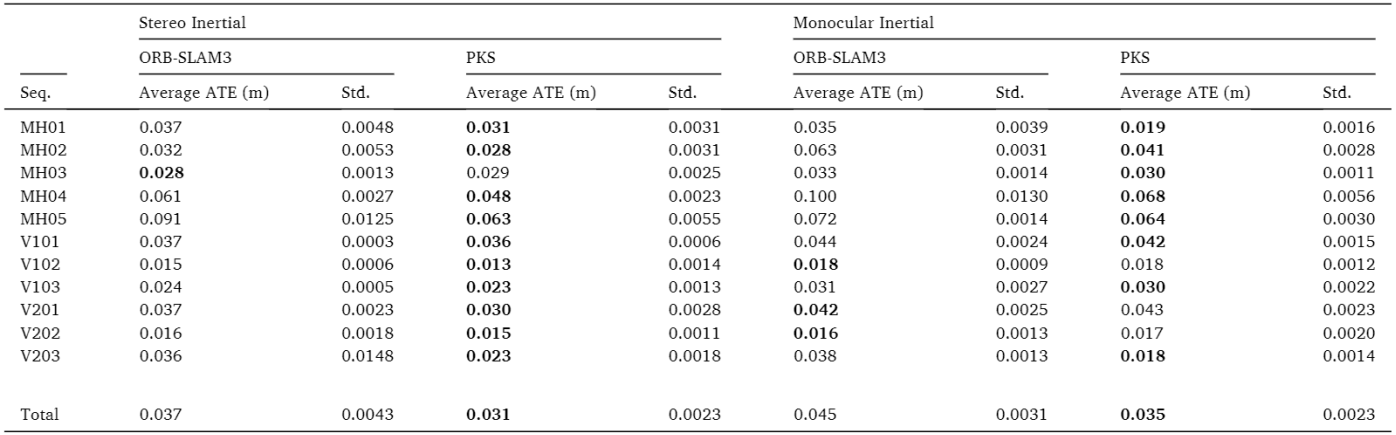 Stereo Inertial Monocular Inertial
ORB-SLAM3 PKS ORB-SLAM3 PKS
Seq. Average ATE (m) Std. Average ATE (m) Std. Average ATE (m) Std. Average ATE (m) Std.
MH01 0.037 0.0048 0.031 0.0031 0.035 0.0039 0.019 0.0016
MH02 0.032 0.0053 0.028 0.0031 0.063 0.0031 0.041 0.0028
MH03 0.028 0.0013 0.029 0.0025 0.033 0.0014 0.030 0.0011
MH04 0.061 0.0027 0.048 0.0023 0.100 0.0130 0.068 0.0056
MH05 0.091 0.0125 0.063 0.0055 0.072 0.0014 0.064 0.0030
V101 0.037 0.0003 0.036 0.0006 0.044 0.0024 0.042 0.0015
V102 0.015 0.0006 0.013 0.0014 0.018 0.0009 0.018 0.0012
V103 0.024 0.0005 0.023 0.0013 0.031 0.0027 0.030 0.0022
V201 0.037 0.0023 0.030 0.0028 0.042 0.0025 0.043 0.0023
V202 0.016 0.0018 0.015 0.0011 0.016 0.0013 0.017 0.0020
V203 0.036 0.0148 0.023 0.0018 0.038 0.0013 0.018 0.0014
Total 0.037 0.0043 0.031 0.0023 0.045 0.0031 0.035 0.0023